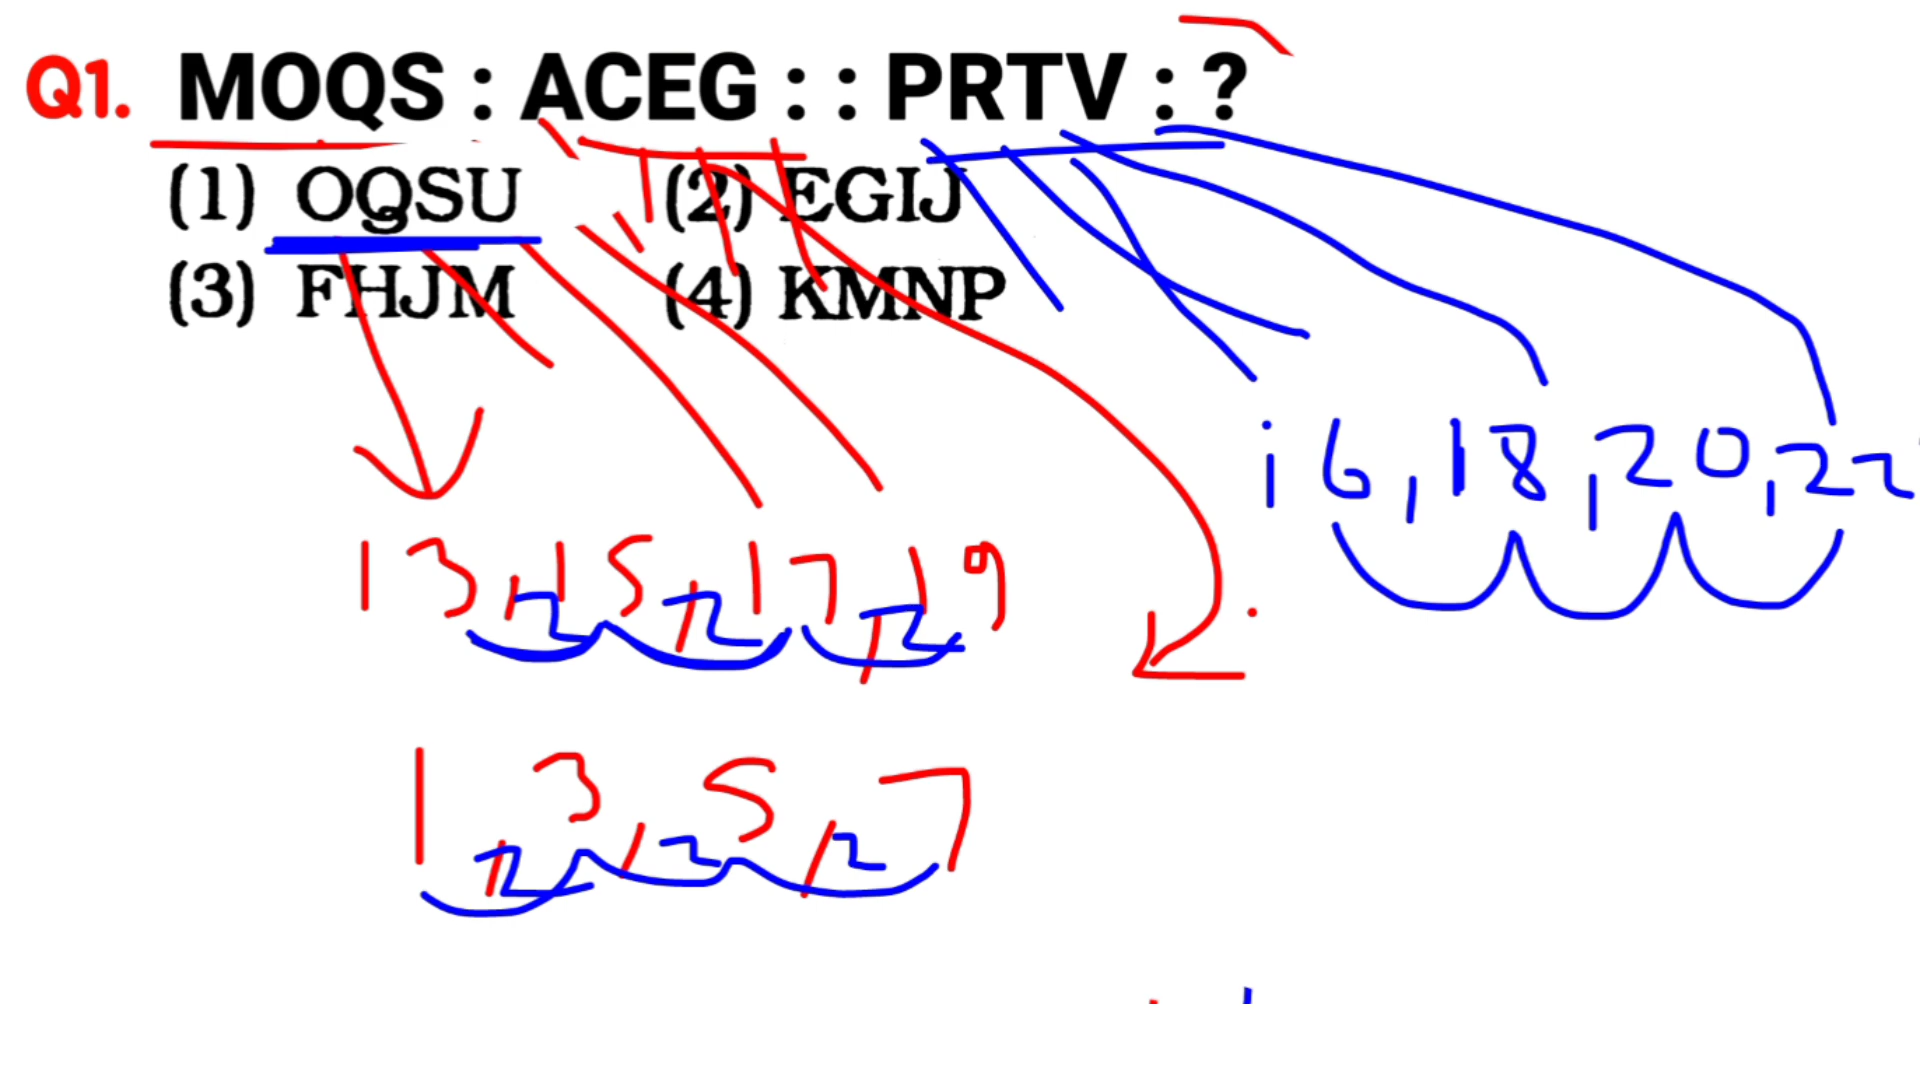 Q1. MOQS : ACEG : : PRTV : ?
(1) OQSU (2) EGIJ
(3) FHJM (4) KMNP
16, 18, 20, 22
13, 15, 17, 19
2 2 2
1, 3, 5, 7
2 2 2